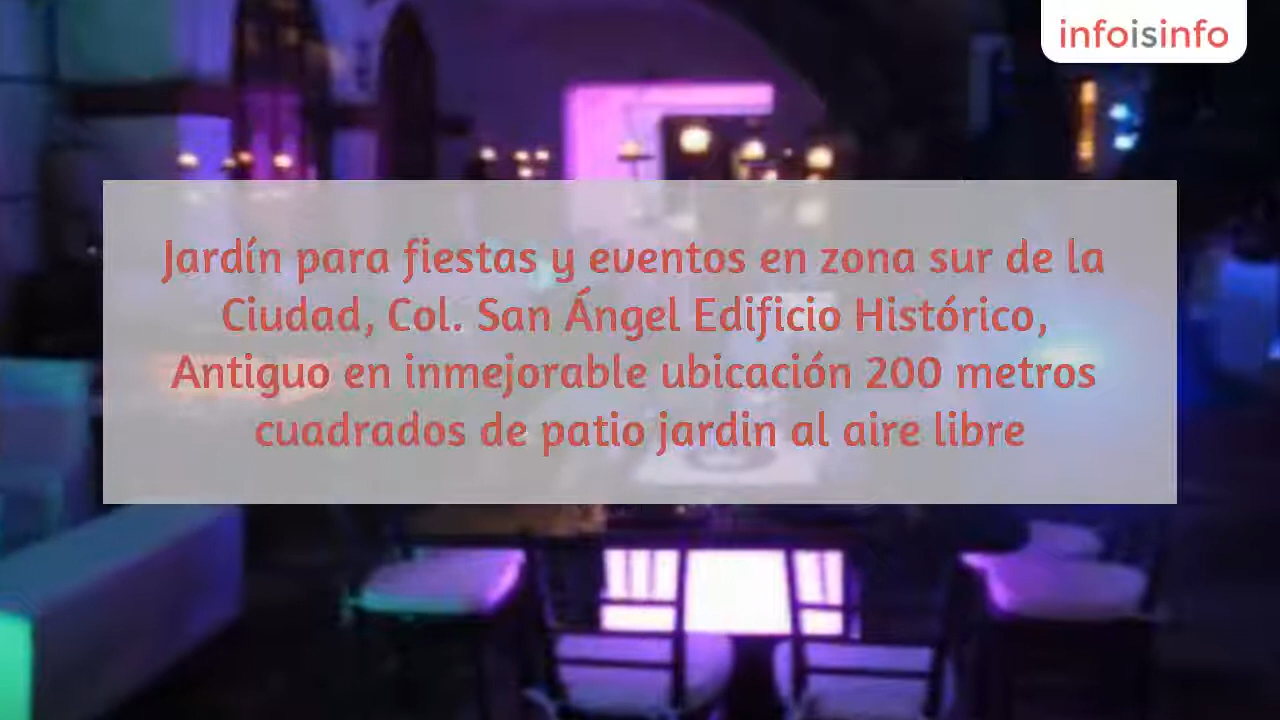 infoisinfo
Jardín para fiestas y eventos en zona sur de la
Ciudad, Col. San Ángel Edificio Histórico,
Antiguo en inmejorable ubicación 200 metros
cuadrados de patio jardin al aire libre